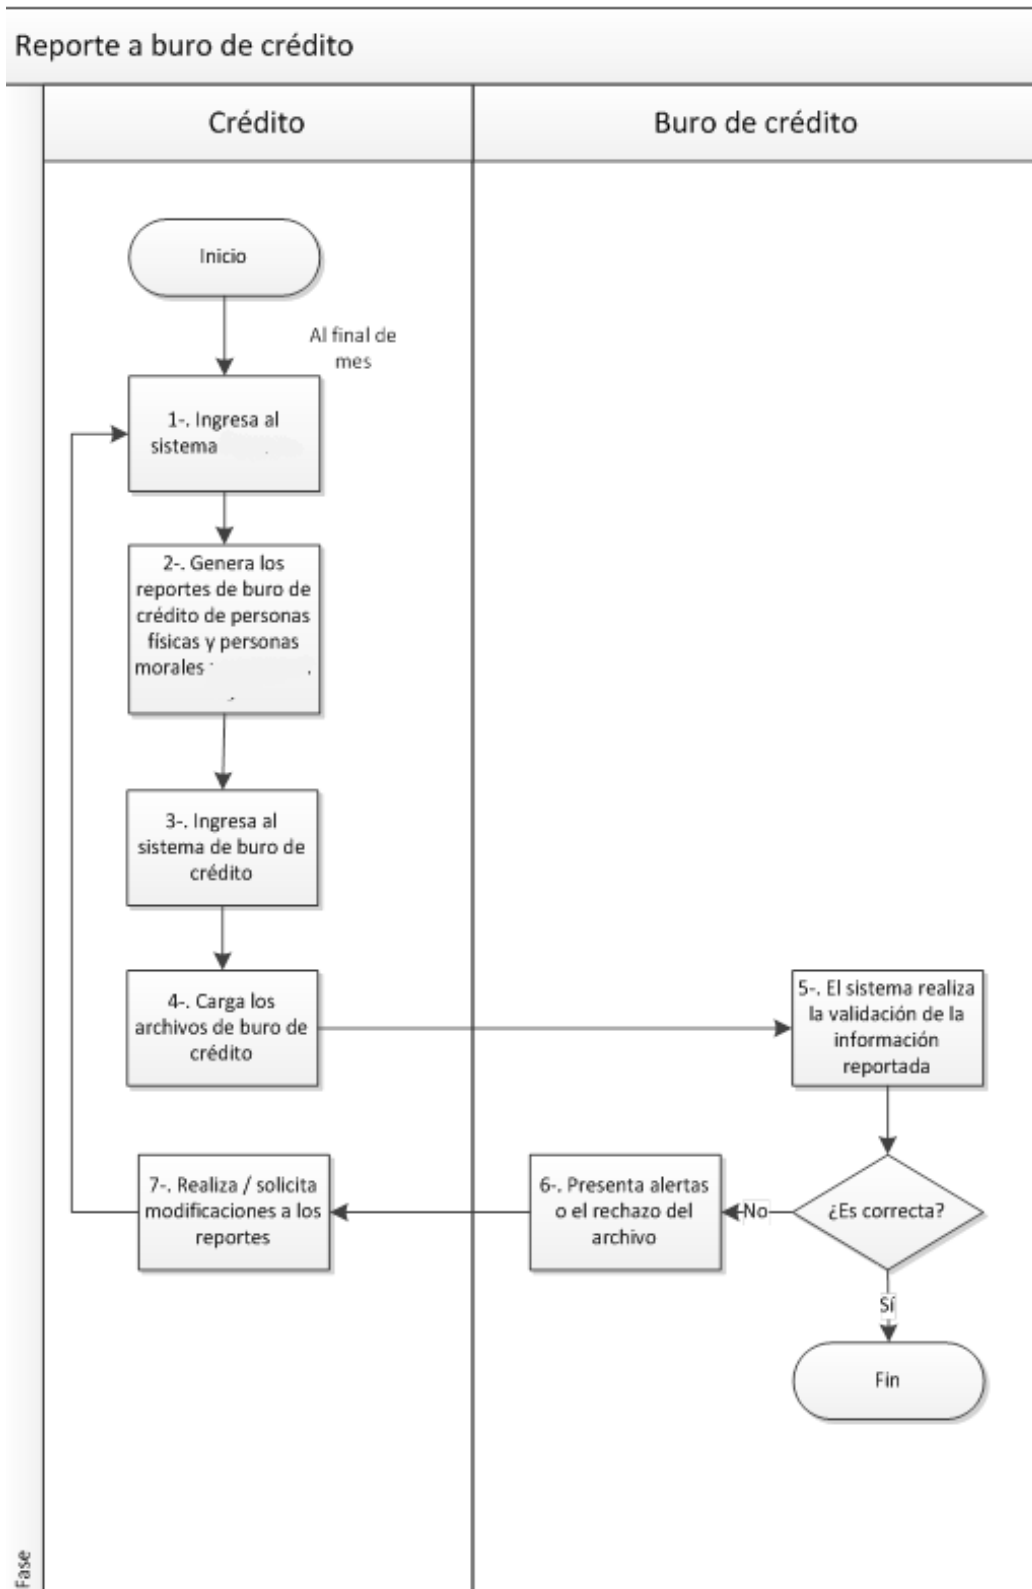 Reporte a buro de crédito
Crédito
Buro de crédito
Inicio
Al final de
mes
1-. Ingresa al
sistema
2-. Genera los
reportes de buro de
crédito de personas
físicas y personas
morales
3-. Ingresa al
sistema de buro de
crédito
4-. Carga los
archivos de buro de
crédito
5-. El sistema realiza
la validación de la
información
reportada
¿Es correcta?
No
6-. Presenta alertas
o el rechazo del
archivo
7-. Realiza / solicita
modificaciones a los
reportes
Sí
Fin
Fase